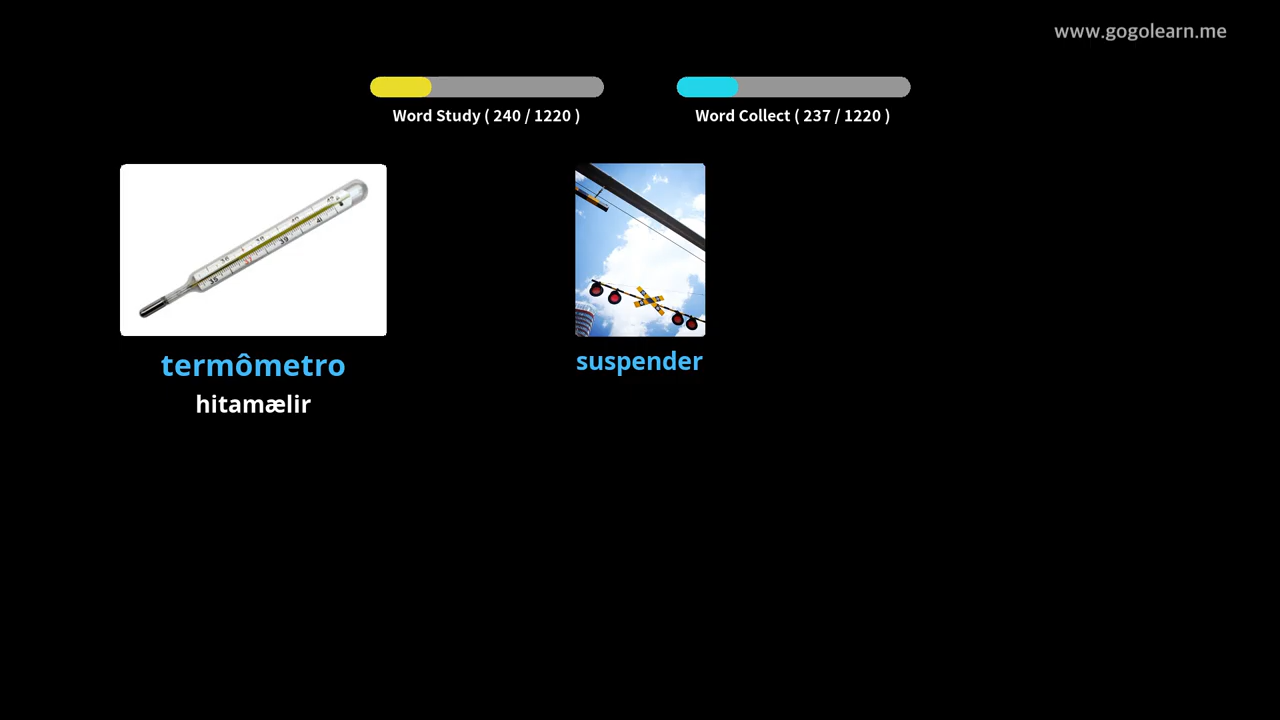 www.gogolearn.me
Word Study ( 240 / 1220 )
Word Collect ( 237 / 1220 )
termômetro
hitamælir
suspender